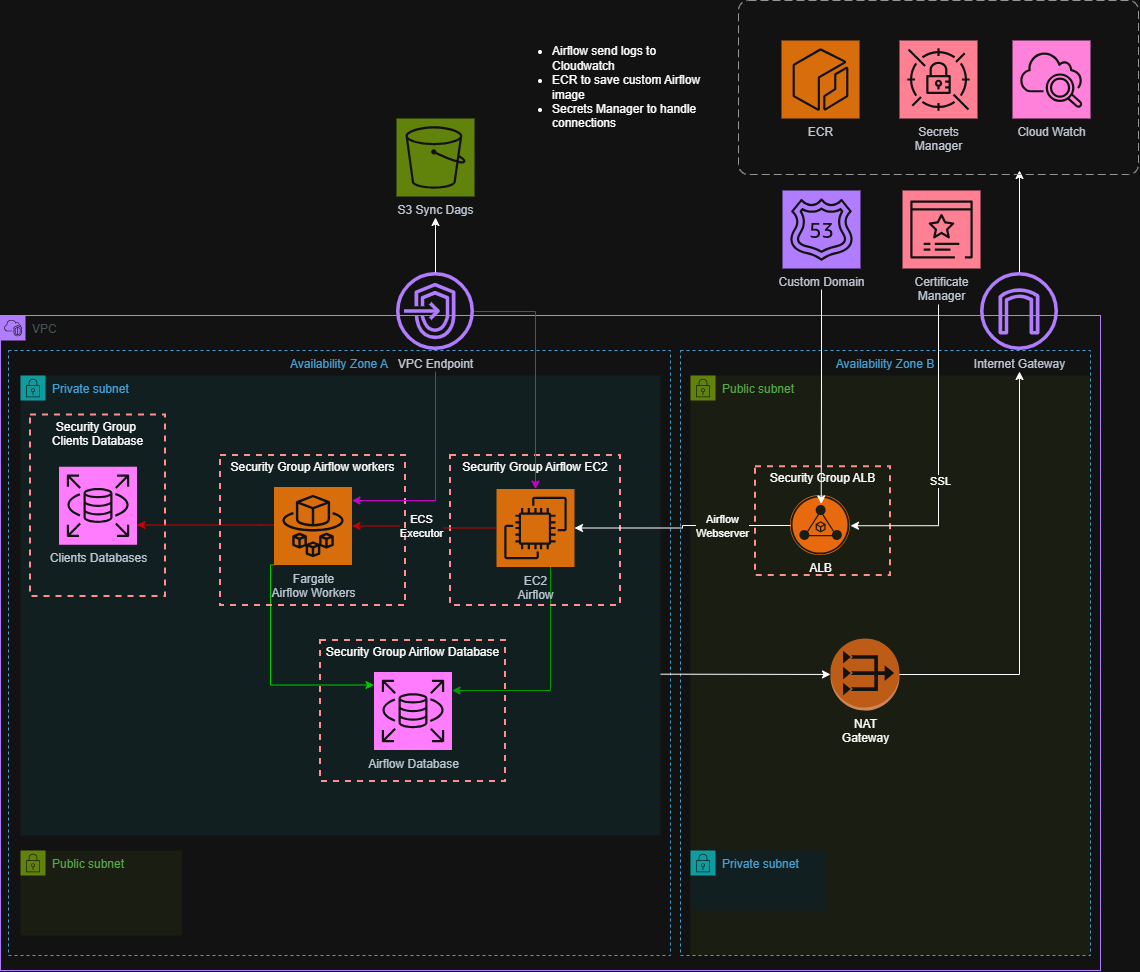 Airflow send logs to
Cloudwatch
ECR to save custom Airflow
image
Secrets Manager to handle
connections
ECR
Secrets
Manager
Cloud Watch
S3 Sync Dags
53
Custom Domain
Certificate
Manager
VPC
Availability Zone A
VPC Endpoint
Availability Zone B
Internet Gateway
Private subnet
Public subnet
Security Group
Clients Database
Clients Databases
Security Group Airflow workers
Fargate
Airflow Workers
ECS
Executor
Security Group Airflow EC2
EC2
Airflow
Airflow
Webserver
Security Group ALB
ALB
SSL
Security Group Airflow Database
Airflow Database
NAT
Gateway
Public subnet
Private subnet